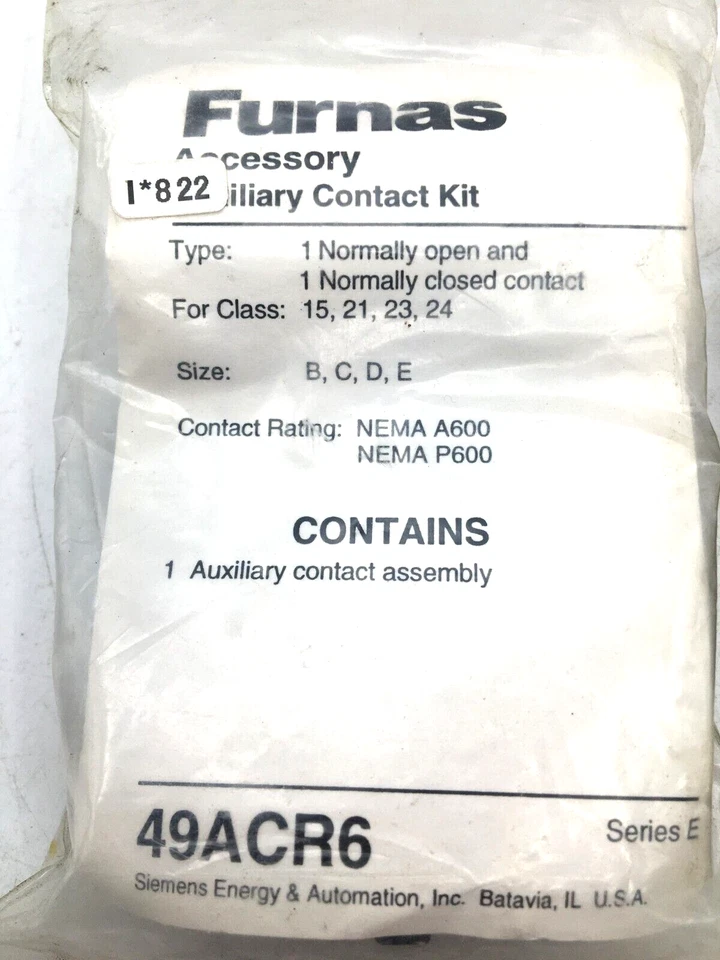 Furnas
Accessory
I*822
iliary Contact Kit
Type: 1 Normally open and
1 Normally closed contact
For Class: 15, 21, 23, 24
Size: B, C, D, E
Contact Rating: NEMA A600
NEMA P600
CONTAINS
1 Auxiliary contact assembly
49ACR6
Series E
Siemens Energy & Automation, Inc. Batavia, IL U.S.A.